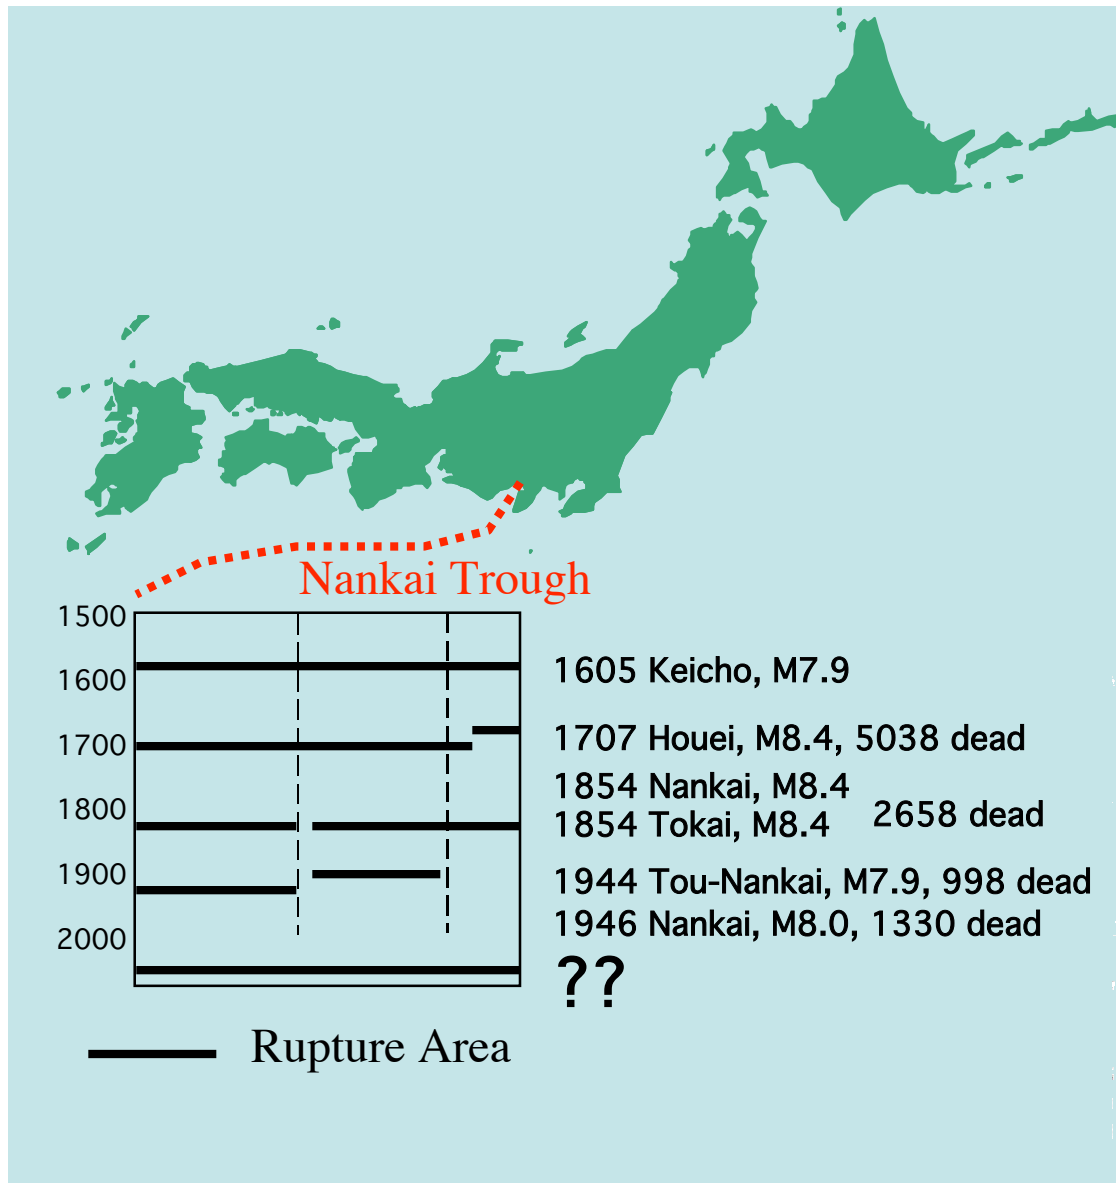 Nankai Trough
1500
1600
1700
1800
1900
2000
1605 Keicho, M7.9
1707 Houei, M8.4, 5038 dead
1854 Nankai, M8.4
1854 Tokai, M8.4
2658 dead
1944 Tou-Nankai, M7.9, 998 dead
1946 Nankai, M8.0, 1330 dead
??
Rupture Area